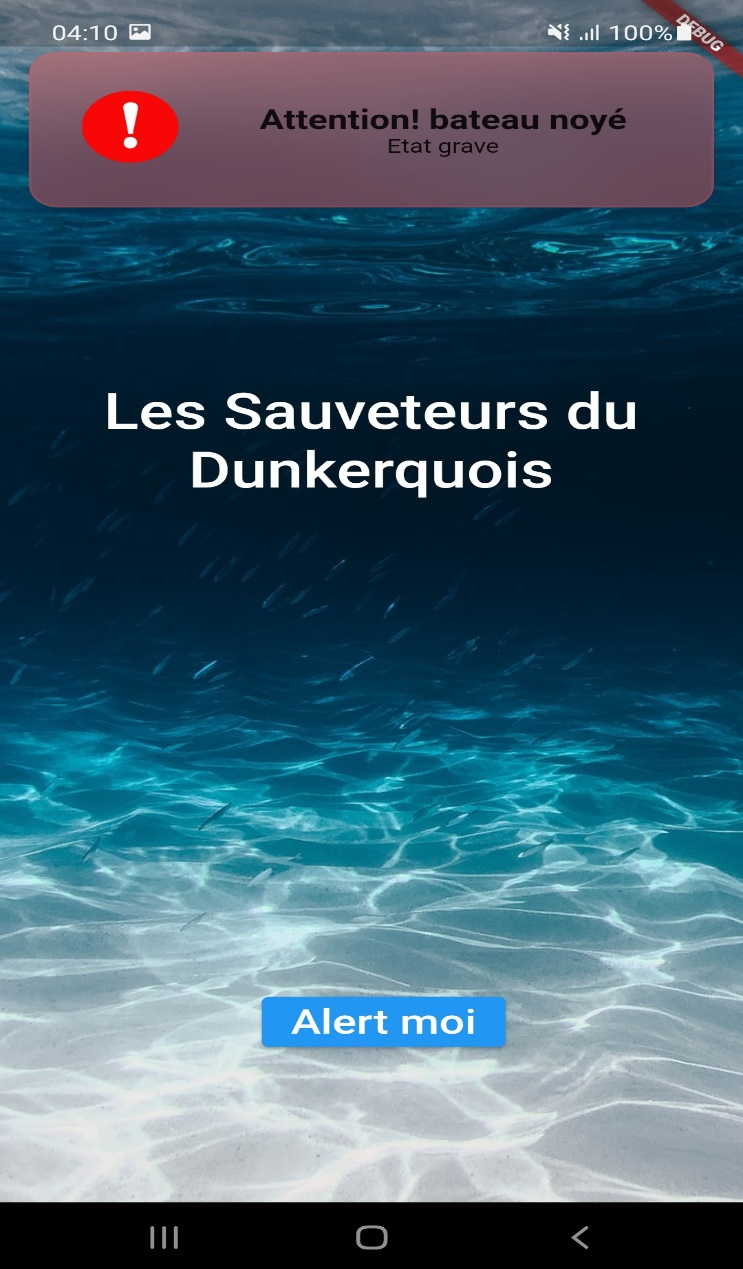 04:10 100%
DEBUG
Attention! bateau noyé
Etat grave
Les Sauveteurs du
Dunkerquois
Alert moi